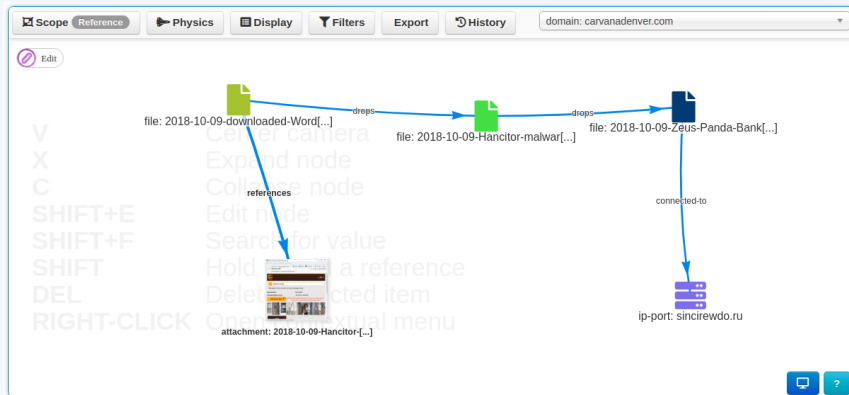 Scope Reference Physics Display Filters Export History domain: carvanadenver.com
Edit
drops
drops
file: 2018-10-09-downloaded-Word[...]
file: 2018-10-09-Hancitor-malwar[...]
file: 2018-10-09-Zeus-Panda-Bank[...]
V Center camera
X Expand node
C Collapse node
references
connected-to
SHIFT+E Edit node
SHIFT+F Search for value
SHIFT Hold a reference
DEL Delete selected item
RIGHT-CLICK Open contextual menu
ip-port: sincirewdo.ru
attachment: 2018-10-09-Hancitor-[...]
?